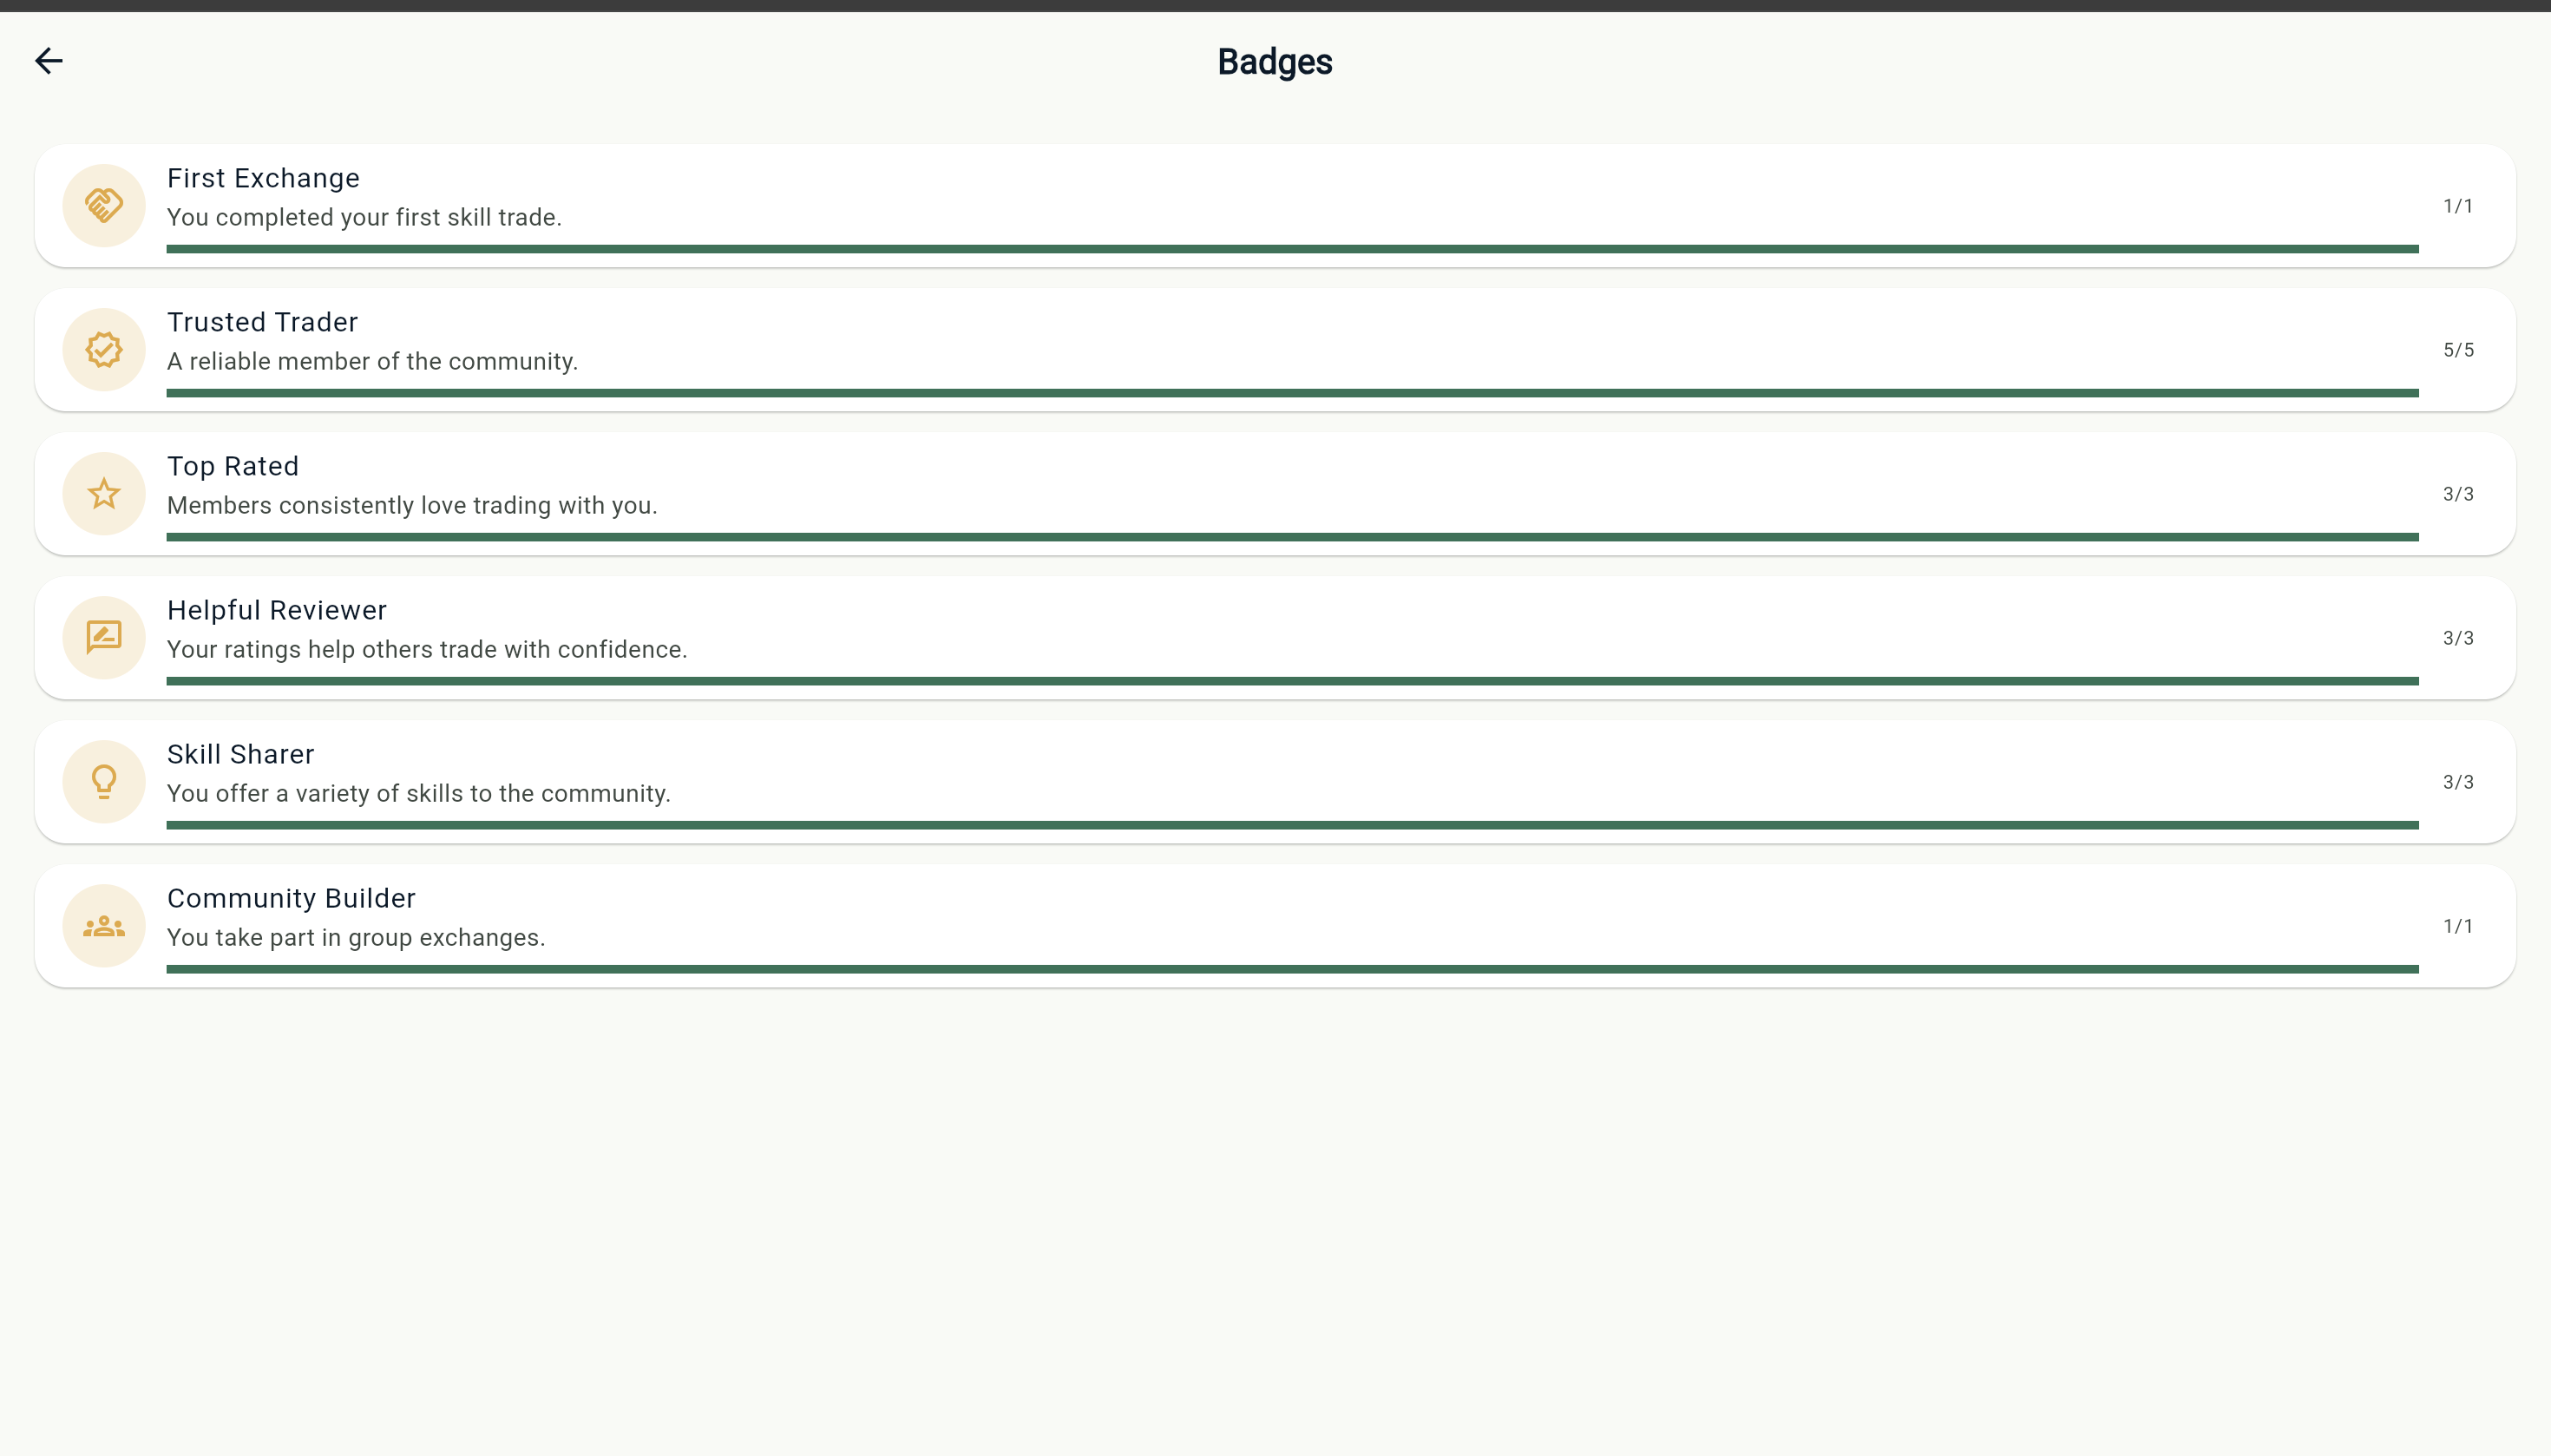 Badges
First Exchange
You completed your first skill trade.
1/1
Trusted Trader
A reliable member of the community.
5/5
Top Rated
Members consistently love trading with you.
3/3
Helpful Reviewer
Your ratings help others trade with confidence.
3/3
Skill Sharer
You offer a variety of skills to the community.
3/3
Community Builder
You take part in group exchanges.
1/1